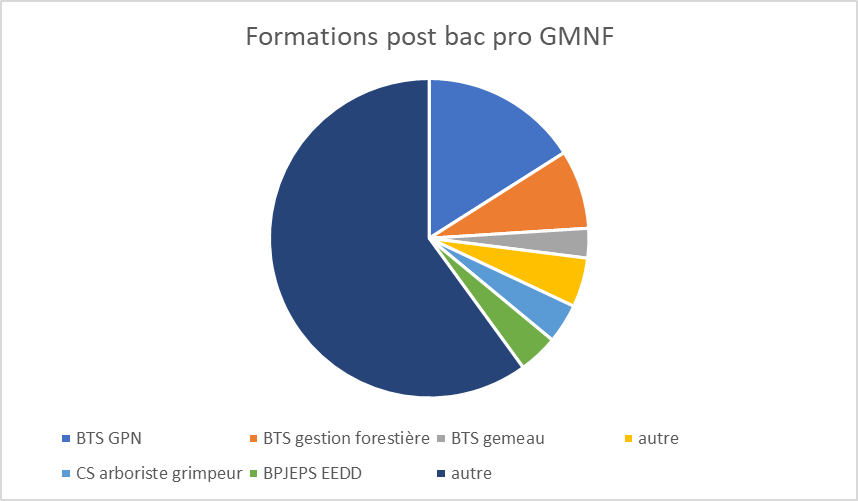 Formations post bac pro GMNF
BTS GPN
BTS gestion forestière
BTS gemeau
autre
CS arboriste grimpeur
BPJEPS EEDD
autre